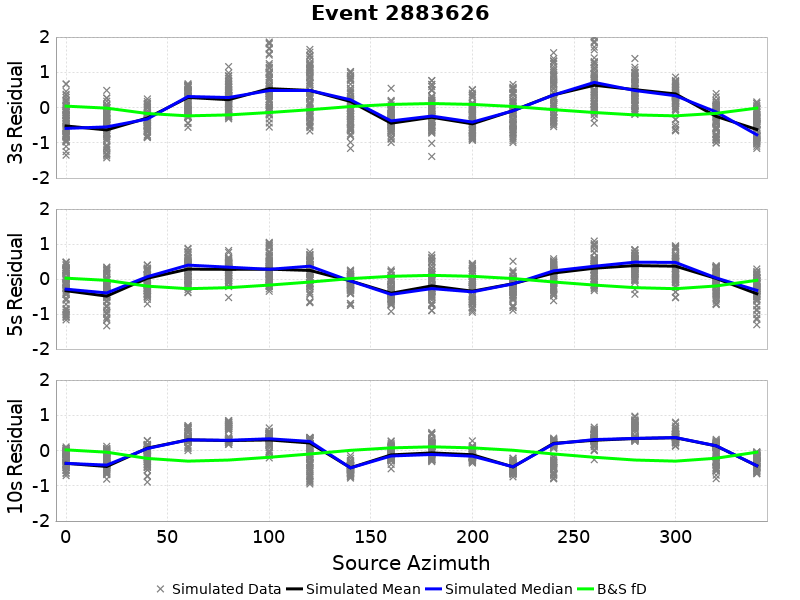 Event 2883626
3s Residual
2
1
0
-1
-2
5s Residual
2
1
0
-1
-2
10s Residual
2
1
0
-1
-2
0 50 100 150 200 250 300
Source Azimuth
Simulated Data Simulated Mean Simulated Median B&S fD